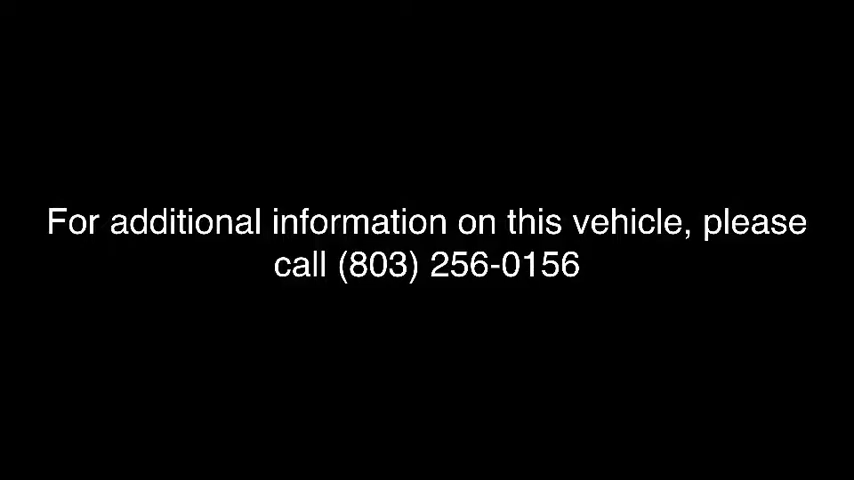 For additional information on this vehicle, please
call (803) 256-0156